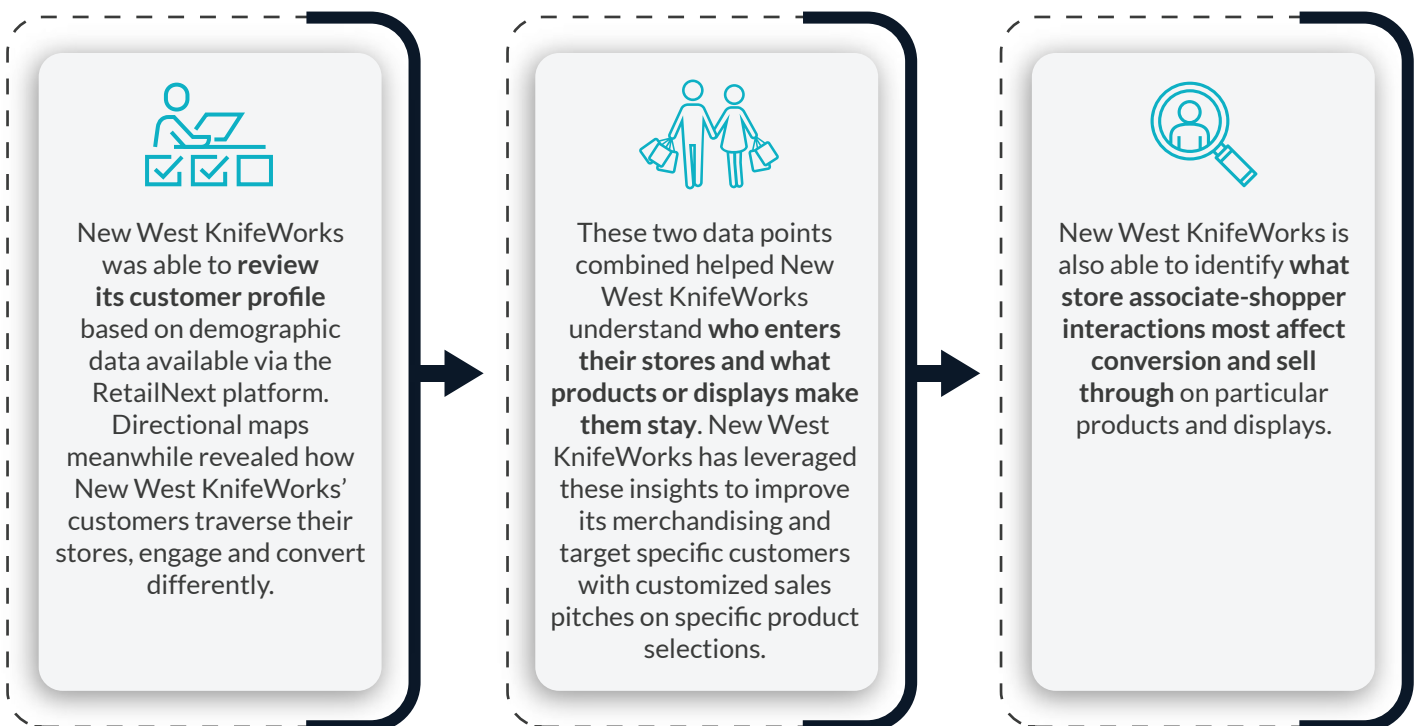 New West KnifeWorks
was able to review
its customer profile
based on demographic
data available via the
RetailNext platform.
Directional maps
meanwhile revealed how
New West KnifeWorks’
customers traverse their
stores, engage and convert
differently.
These two data points
combined helped New
West KnifeWorks
understand who enters
their stores and what
products or displays make
them stay. New West
KnifeWorks has leveraged
these insights to improve
its merchandising and
target specific customers
with customized sales
pitches on specific product
selections.
New West KnifeWorks is
also able to identify what
store associate-shopper
interactions most affect
conversion and sell
through on particular
products and displays.